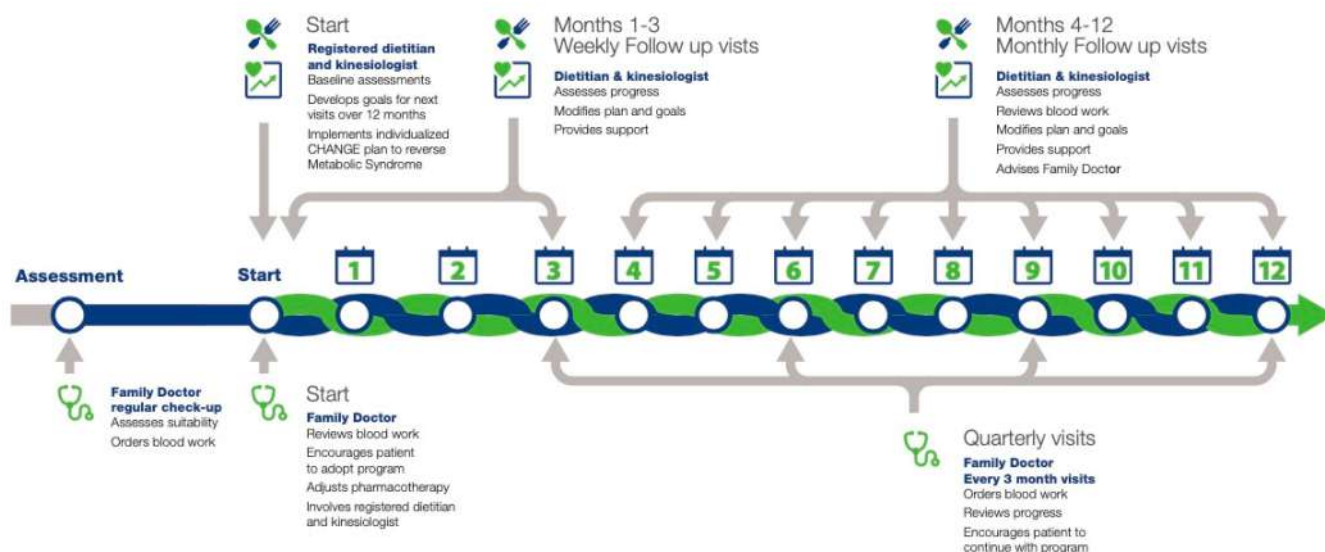 Start
Registered dietitian
and kinesiologist
Baseline assessments
Develops goals for next
visits over 12 months
Implements individualized
CHANGE plan to reverse
Metabolic Syndrome
Months 1-3
Weekly Follow up vists
Dietitian & kinesiologist
Assesses progress
Modifies plan and goals
Provides support
Months 4-12
Monthly Follow up vists
Dietitian & kinesiologist
Assesses progress
Reviews blood work
Modifies plan and goals
Provides support
Advises Family Doctor
Assessment
Start
1
2
3
4
5
6
7
8
9
10
11
12
Family Doctor
regular check-up
Assesses suitability
Orders blood work
Start
Family Doctor
Reviews blood work
Encourages patient
to adopt program
Adjusts pharmacotherapy
Involves registered dietitian
and kinesiologist
Quarterly visits
Family Doctor
Every 3 month visits
Orders blood work
Reviews progress
Encourages patient to
continue with program